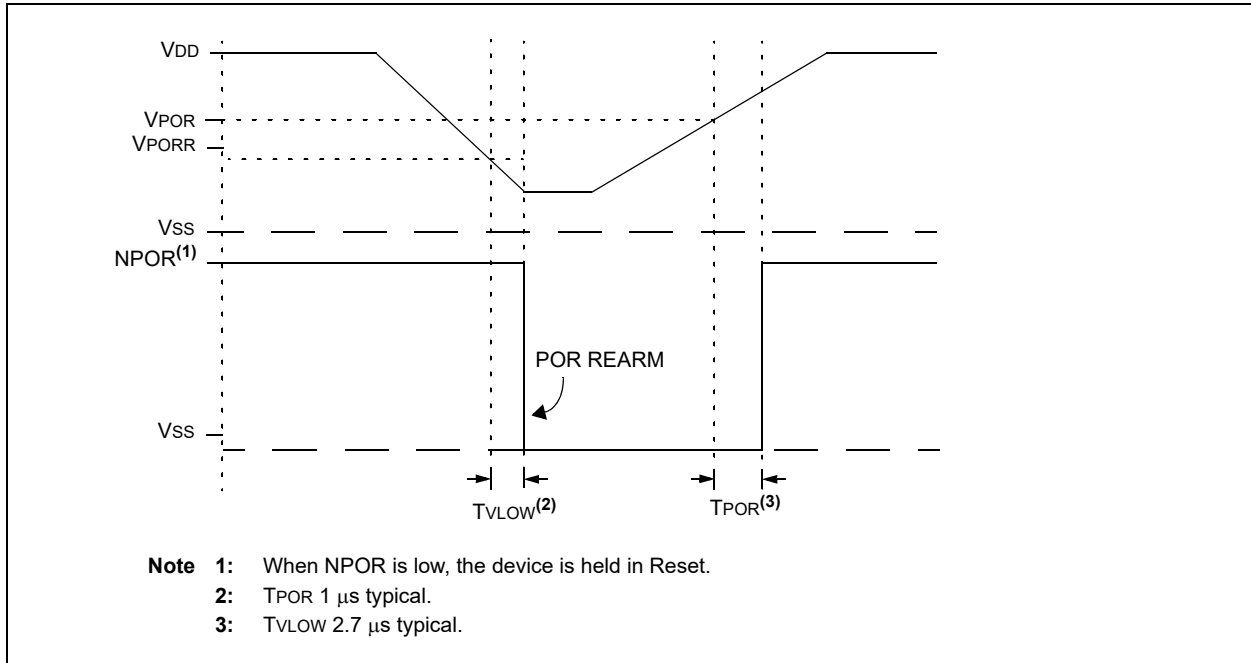 VDD
VPOR
VPORR
VSS
NPOR(1)
POR REARM
VSS
TVLOW(2)
TPOR(3)
Note 1: When NPOR is low, the device is held in Reset.
2: TPOR 1 μs typical.
3: TVLOW 2.7 μs typical.